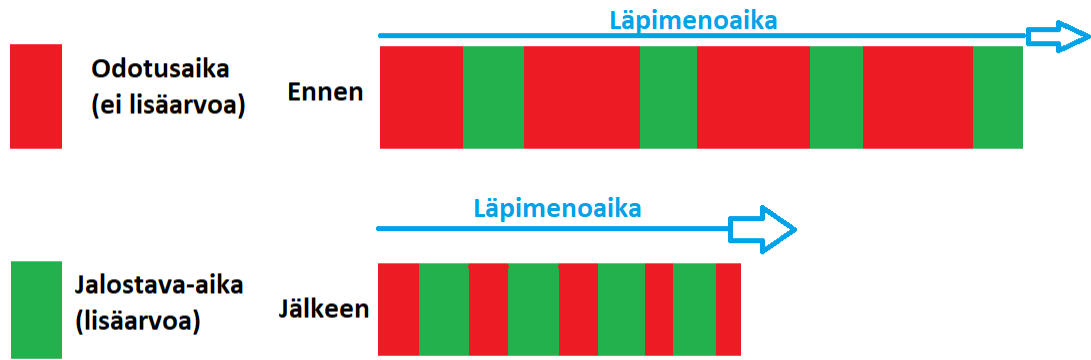 Läpimenoaika
Odotusaika
(ei lisäarvoa)
Ennen
Läpimenoaika
Jalostava-aika
(lisäarvoa)
Jälkeen